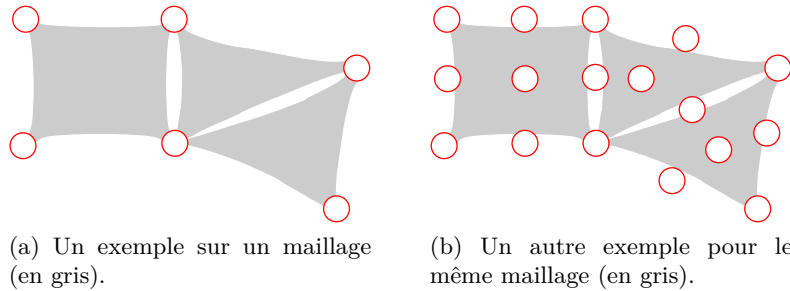 (a) Un exemple sur un maillage
(en gris).
(b) Un autre exemple pour le
même maillage (en gris).